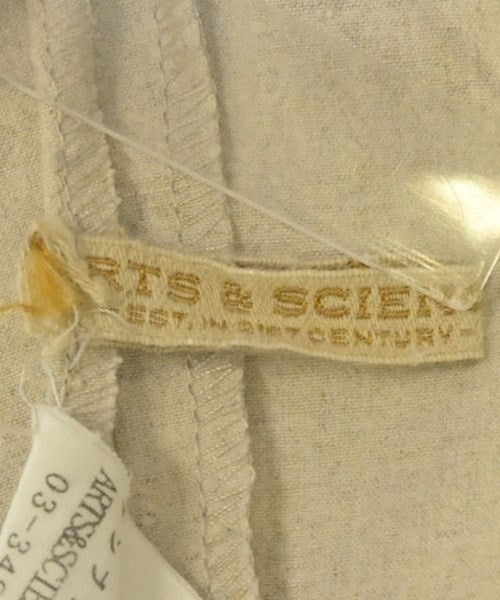 RTS & SCIEN
EST. IN 21ST CENTURY
ARTS&SCIE
03-34